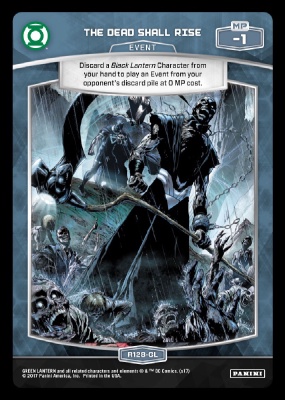 THE DEAD SHALL RISE
MP
-1
EVENT
Discard a Black Lantern Character from
your hand to play an Event from your
opponent's discard pile at 0 MP cost.
A128-GL
GREEN LANTERN and all related characters and elements © & ™ DC Comics. (s17)
© 2017 Panini America, Inc. Printed in the USA.
PANINI